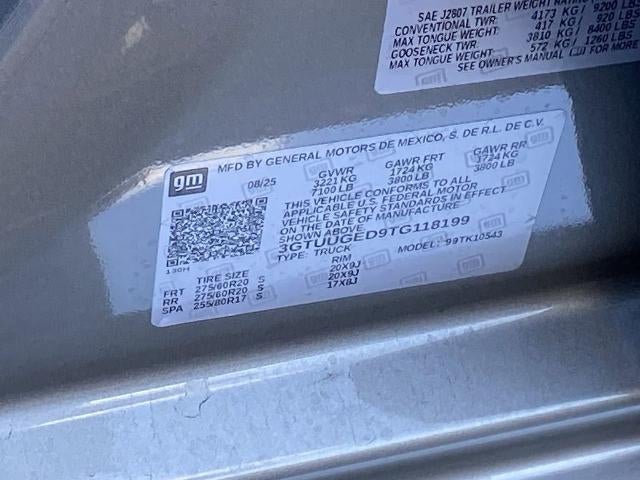 SAE J2807 TRAILER WEIGHT
CONVENTIONAL TWR: 4173 KG / 9200 LBS
MAX TONGUE WEIGHT: 417 KG / 920 LBS
GOOSENECK TWR: 3810 KG / 8400 LBS
MAX TONGUE WEIGHT: 572 KG / 1260 LBS
SEE OWNER'S MANUAL FOR MORE
gm MFD BY GENERAL MOTORS DE MEXICO, S. DE R.L. DE C.V.
08/25 GVWR GAWR FRT GAWR RR
3221 KG 1724 KG 1724 KG
7100 LB 3800 LB 3800 LB
THIS VEHICLE CONFORMS TO ALL
APPLICABLE U.S. FEDERAL MOTOR
VEHICLE SAFETY STANDARDS IN EFFECT
ON THE DATE OF MANUFACTURE
SHOWN ABOVE.
3GTUUGED9TG118199
TYPE: TRUCK MODEL: 99TK10543
130H
TIRE SIZE RIM
FRT 275/60R20 S 20X9J
RR 275/60R20 S 20X9J
SPA 255/80R17 S 17X8J